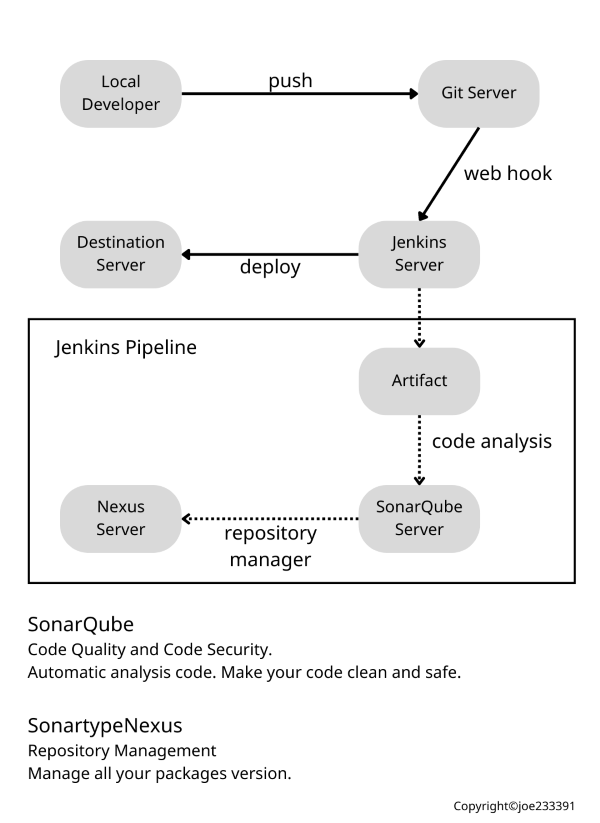 Local
Developer
push
Git Server
web hook
Destination
Server
deploy
Jenkins
Server
Jenkins Pipeline
Artifact
code analysis
Nexus
Server
repository
manager
SonarQube
Server
SonarQube
Code Quality and Code Security.
Automatic analysis code. Make your code clean and safe.
SonartypeNexus
Repository Management
Manage all your packages version.
Copyright©joe233391